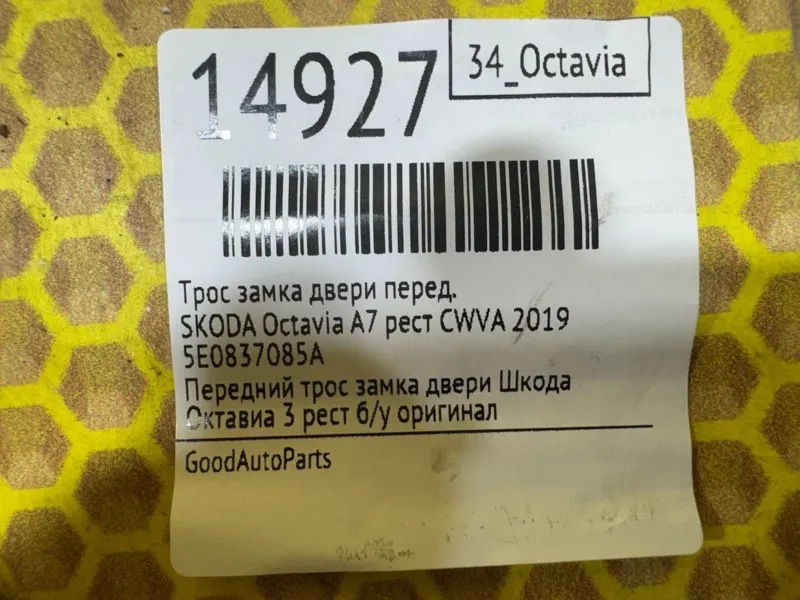 14927
34_Octavia
Трос замка двери перед.
SKODA Octavia A7 рест CWVA 2019
5E0837085A
Передний трос замка двери Шкода
Октавиа 3 рест б/у оригинал
GoodAutoParts